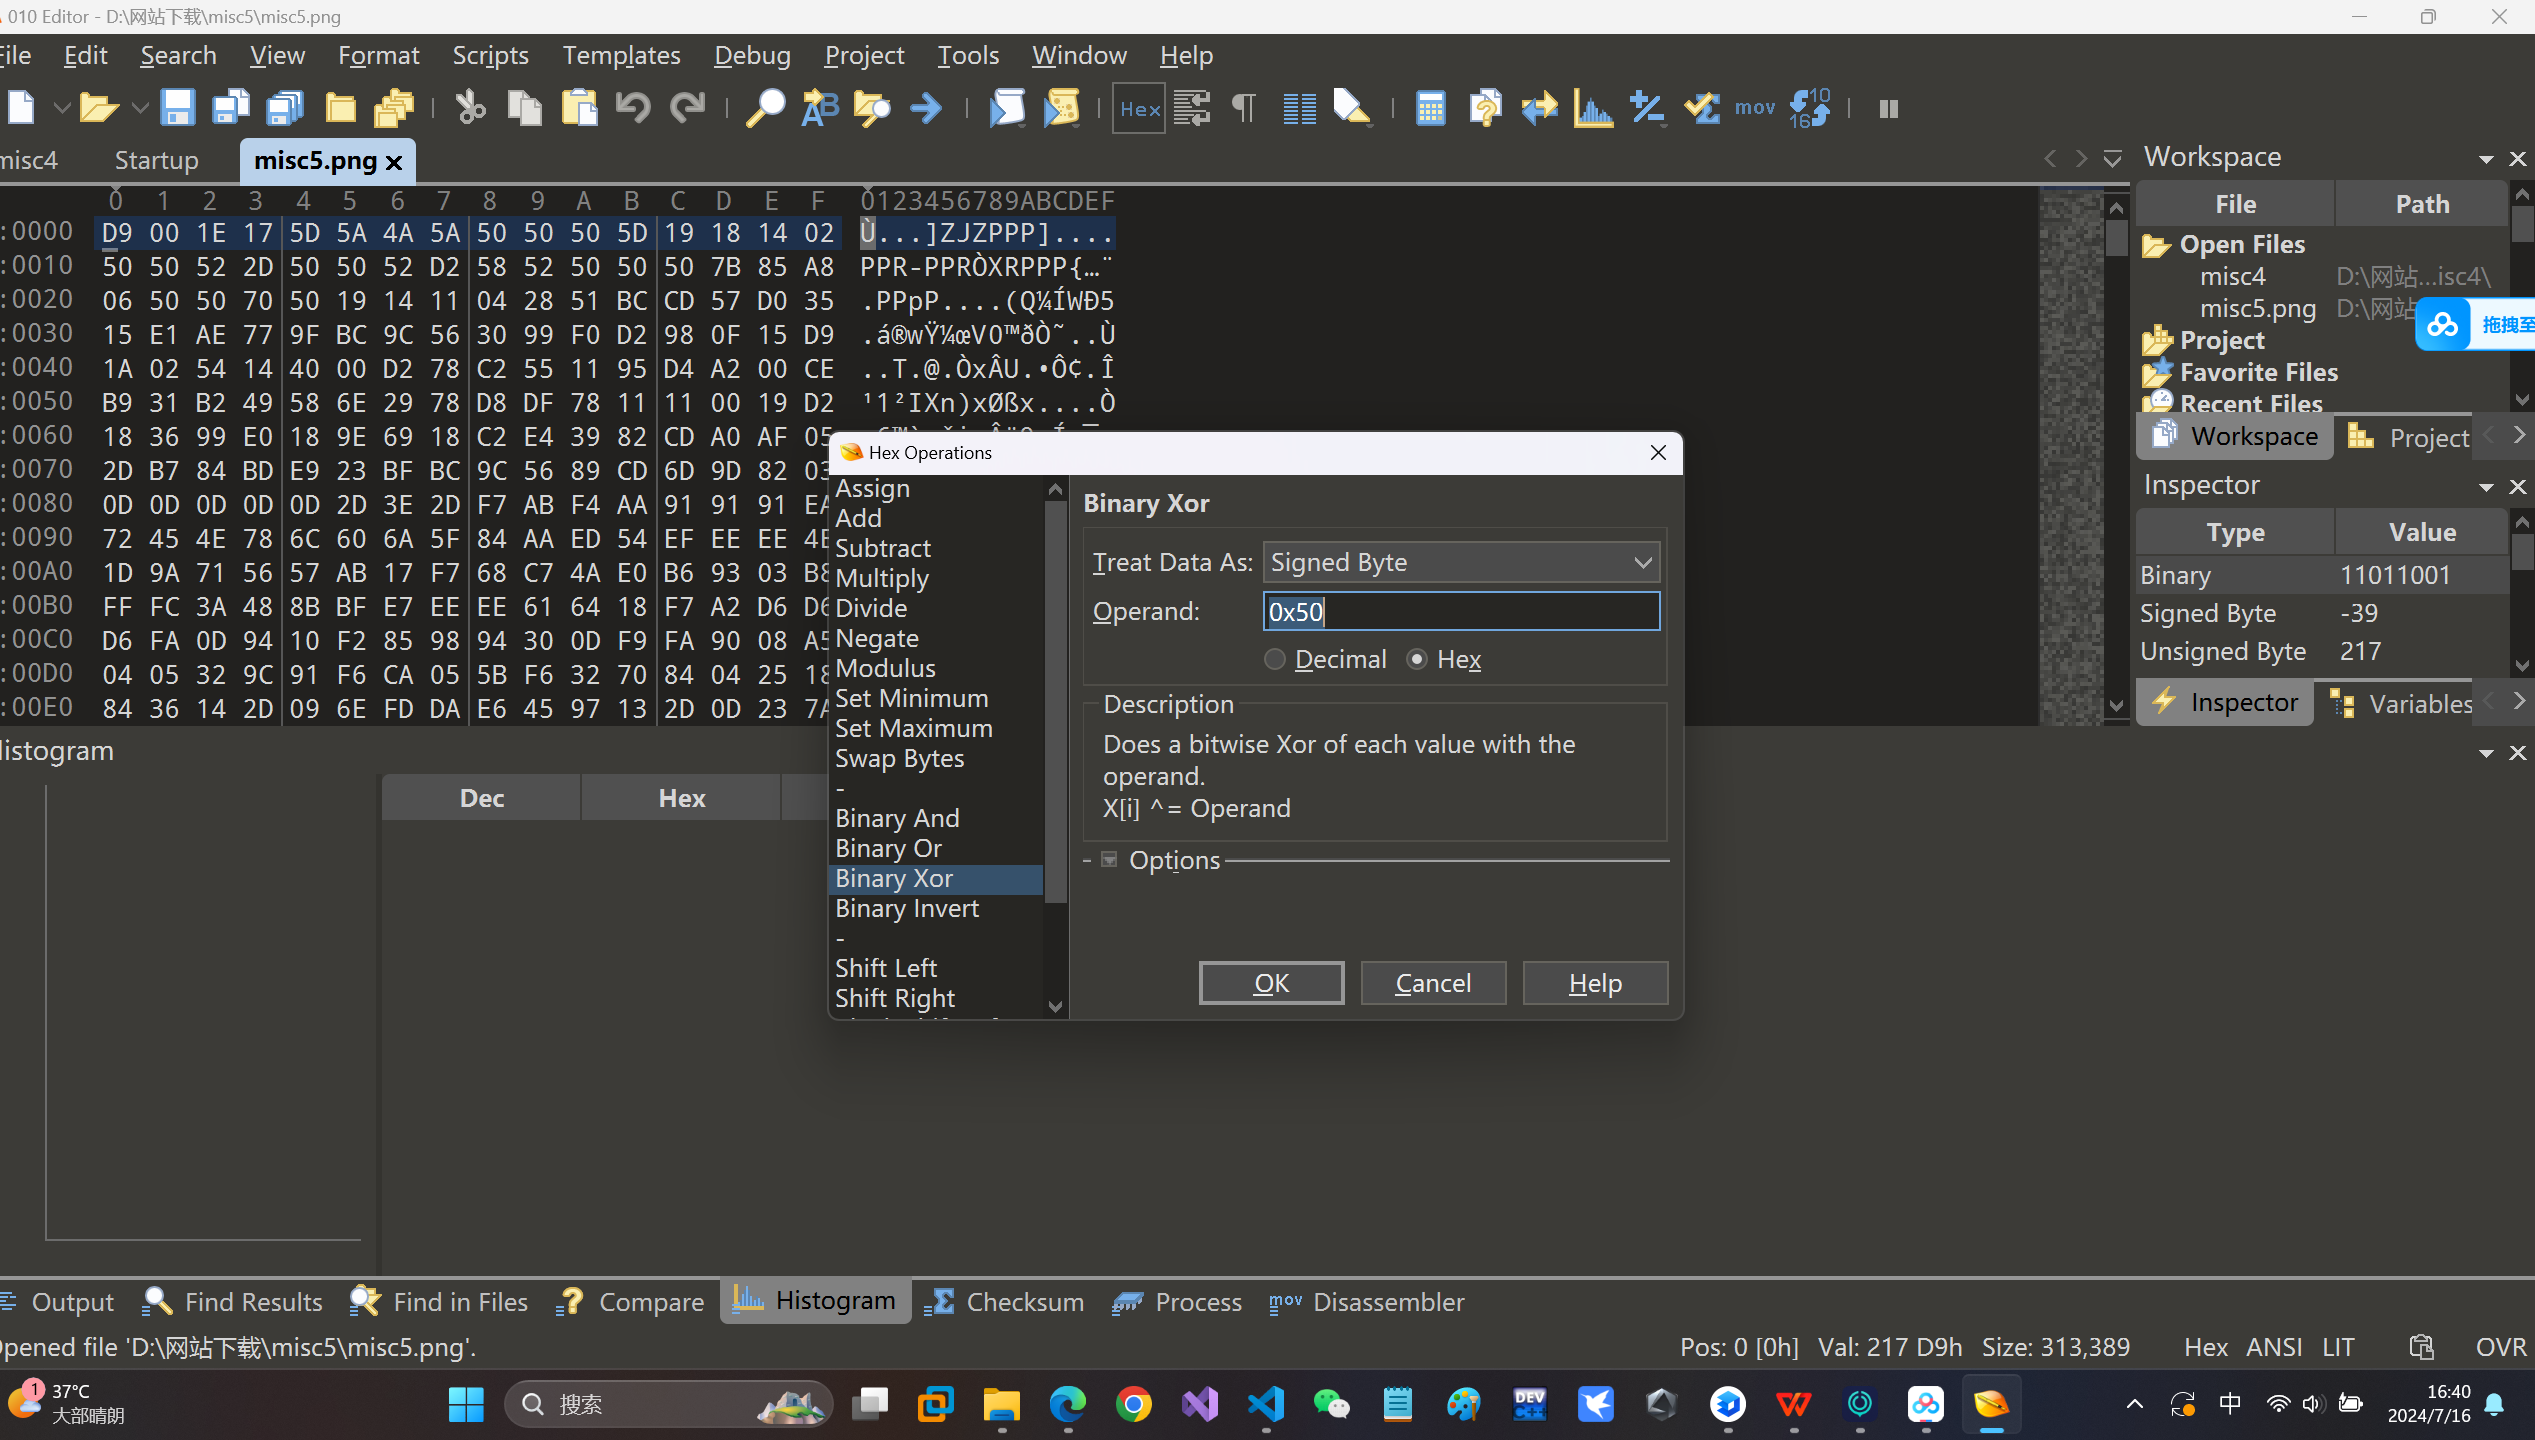 010 Editor - D:\网站下载\misc5\misc5.png
File Edit Search View Format Scripts Templates Debug Project Tools Window Help
Hex mov
misc4 Startup misc5.png
0 1 2 3 4 5 6 7 8 9 A B C D E F 0123456789ABCDEF
:0000 D9 00 1E 17 5D 5A 4A 5A 50 50 50 5D 19 18 14 02 Ù...]ZJZPPP]....
:0010 50 50 52 2D 50 50 52 D2 58 52 50 50 50 7B 85 A8 PPR-PPRÒXRPPP{…¨
:0020 06 50 50 70 50 19 14 11 04 28 51 BC CD 57 D0 35 .PPpP....(Q¼ÍWÐ5
:0030 15 E1 AE 77 9F BC 9C 56 30 99 F0 D2 98 0F 15 D9 .á®wŸ¼œV0™ðÒ˜..Ù
:0040 1A 02 54 14 40 00 D2 78 C2 55 11 95 D4 A2 00 CE ..T.@.ÒxÂU.•Ô¢.Î
:0050 B9 31 B2 49 58 6E 29 78 D8 DF 78 11 11 00 19 D2 ¹1²IXn)xØßx....Ò
:0060 18 36 99 E0 18 9E 69 18 C2 E4 39 82 CD A0 AF 05
:0070 2D B7 84 BD E9 23 BF BC 9C 56 89 CD 6D 9D 82 03
:0080 0D 0D 0D 0D 0D 2D 3E 2D F7 AB F4 AA 91 91 91 EA
:0090 72 45 4E 78 6C 60 6A 5F 84 AA ED 54 EF EE EE 4E
:00A0 1D 9A 71 56 57 AB 17 F7 68 C7 4A E0 B6 93 03 B8
:00B0 FF FC 3A 48 8B BF E7 EE EE 61 64 18 F7 A2 D6 D6
:00C0 D6 FA 0D 94 10 F2 85 98 94 30 0D F9 FA 90 08 A5
:00D0 04 05 32 9C 91 F6 CA 05 5B F6 32 70 84 04 25 18
:00E0 84 36 14 2D 09 6E FD DA E6 45 97 13 2D 0D 23 7A
Hex Operations
Assign
Add
Subtract
Multiply
Divide
Negate
Modulus
Set Minimum
Set Maximum
Swap Bytes
-
Binary And
Binary Or
Binary Xor
Binary Invert
-
Shift Left
Shift Right
Binary Xor
Treat Data As: Signed Byte
Operand: 0x50
Decimal Hex
Description
Does a bitwise Xor of each value with the
operand.
X[i] ^= Operand
Options
OK Cancel Help
Workspace
File Path
Open Files
misc4 D:\网站...isc4\
misc5.png D:\网站
拖拽至
Project
Favorite Files
Recent Files
Workspace Project
Inspector
Type Value
Binary 11011001
Signed Byte -39
Unsigned Byte 217
Inspector Variables
Histogram
Dec Hex
Output Find Results Find in Files Compare Histogram Checksum Process mov Disassembler
Opened file 'D:\网站下载\misc5\misc5.png'.
Pos: 0 [0h] Val: 217 D9h Size: 313,389 Hex ANSI LIT OVR
1 37°C
大部晴朗
搜索
DEV C++
中
16:40
2024/7/16